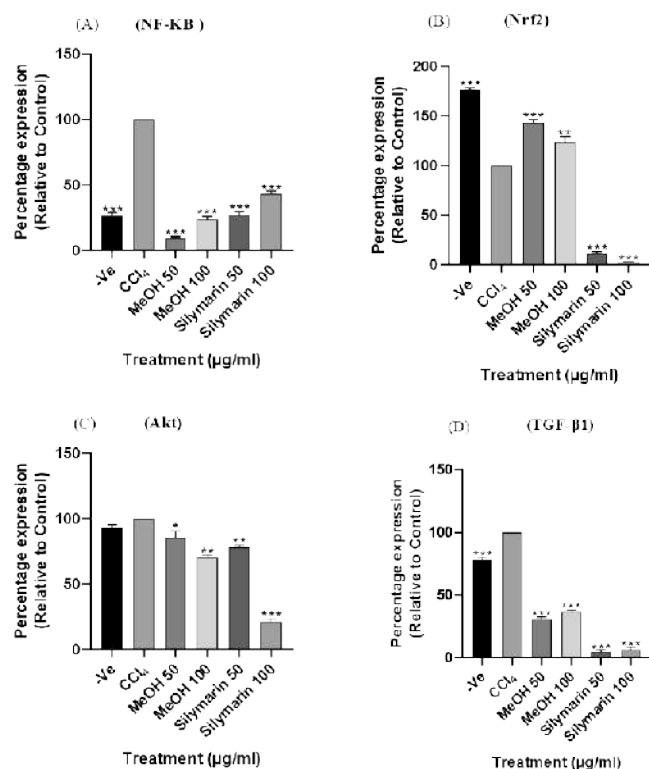 (A) (NF-KB )
Percentage expression
(Relative to Control)
150
100
50
0
***
***
***
***
***
-Ve
CCl₄
MeOH 50
MeOH 100
Silymarin 50
Silymarin 100
Treatment (µg/ml)
(B) (Nrf2)
Percentage expression
(Relative to Control)
200
150
100
50
0
***
***
**
***
***
-Ve
CCl₄
MeOH 50
MeOH 100
Silymarin 50
Silymarin 100
Treatment (µg/ml)
(C) (Akt)
Percentage expression
(Relative to Control)
150
100
50
0
*
**
**
***
-Ve
CCl₄
MeOH 50
MeOH 100
Silymarin 50
Silymarin 100
Treatment (µg/ml)
(D) (TGF-β1)
Percentage expression
(Relative to Control)
150
100
50
0
***
***
***
***
***
-Ve
CCl₄
MeOH 50
MeOH 100
Silymarin 50
Silymarin 100
Treatment (µg/ml)